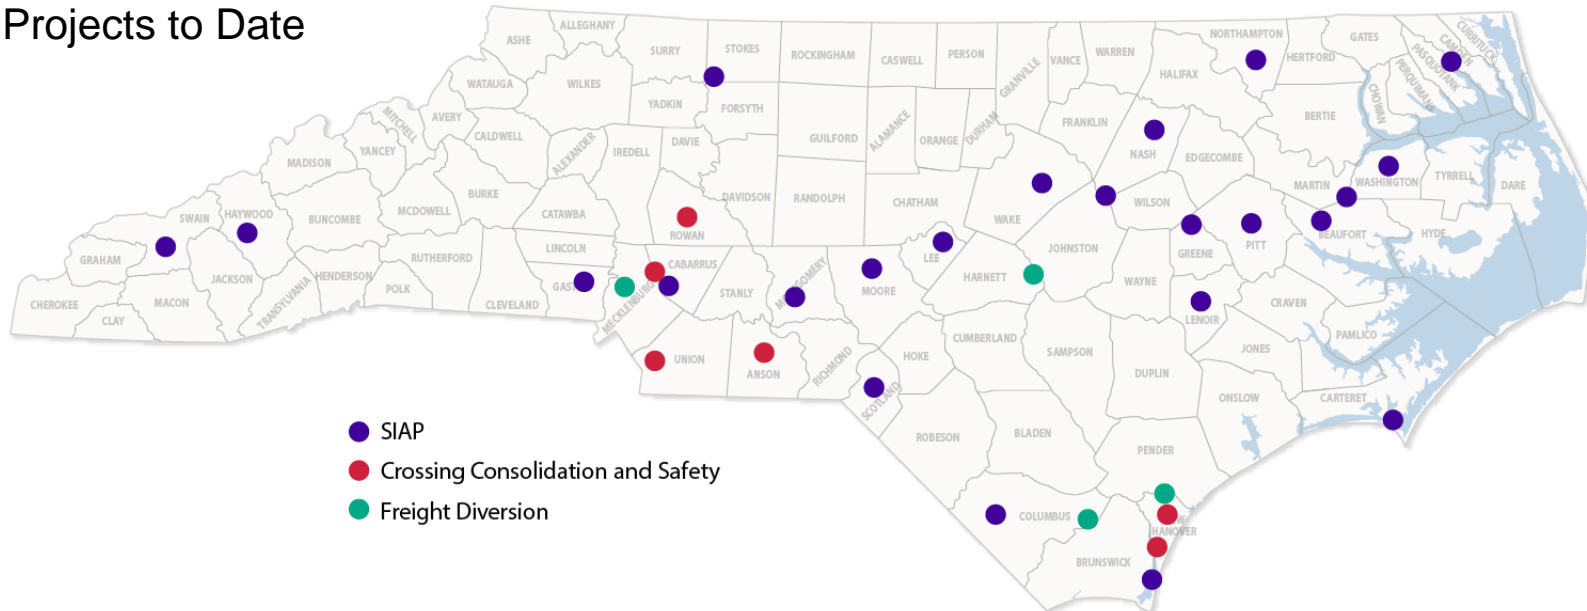 Projects to Date
ALLEGHANY
ASHE
SURRY
STOKES
ROCKINGHAM
CASWELL
PERSON
GRANVILLE
VANCE
WARREN
NORTHAMPTON
GATES
CURRITUCK
CAMDEN
PASQUOTANK
PERQUIMANS
CHOWAN
HERTFORD
HALIFAX
WATAUGA
WILKES
YADKIN
FORSYTH
GUILFORD
ALAMANCE
ORANGE
DURHAM
FRANKLIN
NASH
EDGECOMBE
BERTIE
MITCHELL
AVERY
CALDWELL
ALEXANDER
IREDELL
DAVIE
MADISON
YANCEY
BURKE
MCDOWELL
CATAWBA
DAVIDSON
RANDOLPH
CHATHAM
WAKE
WILSON
MARTIN
WASHINGTON
TYRRELL
DARE
SWAIN
HAYWOOD
BUNCOMBE
ROWAN
LINCOLN
RUTHERFORD
CABARRUS
MONTGOMERY
LEE
JOHNSTON
GREENE
PITT
BEAUFORT
HYDE
GRAHAM
JACKSON
HENDERSON
TRANSYLVANIA
POLK
CLEVELAND
GAST
MECKLENBURG
STANLY
MOORE
HARNETT
WAYNE
LENOIR
CRAVEN
PAMLICO
CHEROKEE
MACON
CLAY
UNION
ANSON
RICHMOND
HOKE
SCOTLAND
CUMBERLAND
SAMPSON
DUPLIN
JONES
ONSLOW
CARTERET
ROBESON
BLADEN
PENDER
COLUMBUS
W
HANOVER
BRUNSWICK
SIAP
Crossing Consolidation and Safety
Freight Diversion